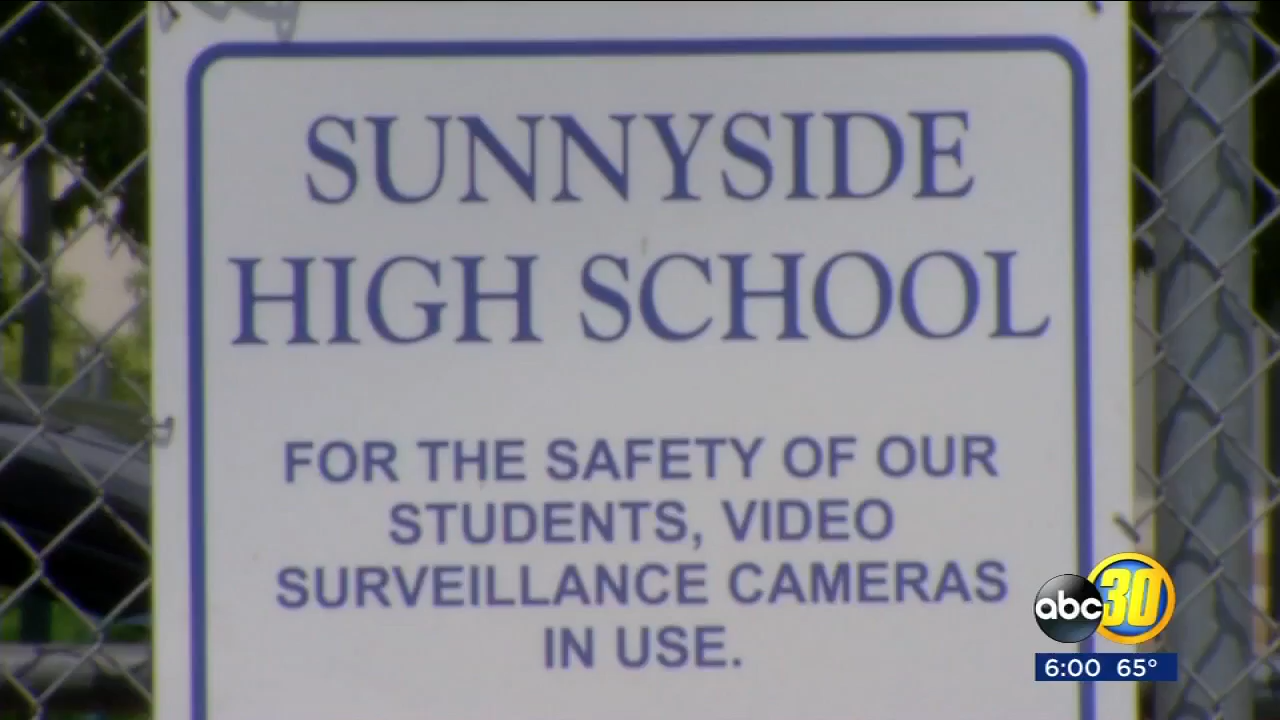 SUNNYSIDE
HIGH SCHOOL
FOR THE SAFETY OF OUR
STUDENTS, VIDEO
SURVEILLANCE CAMERAS
IN USE.
abc 30
6:00 65°